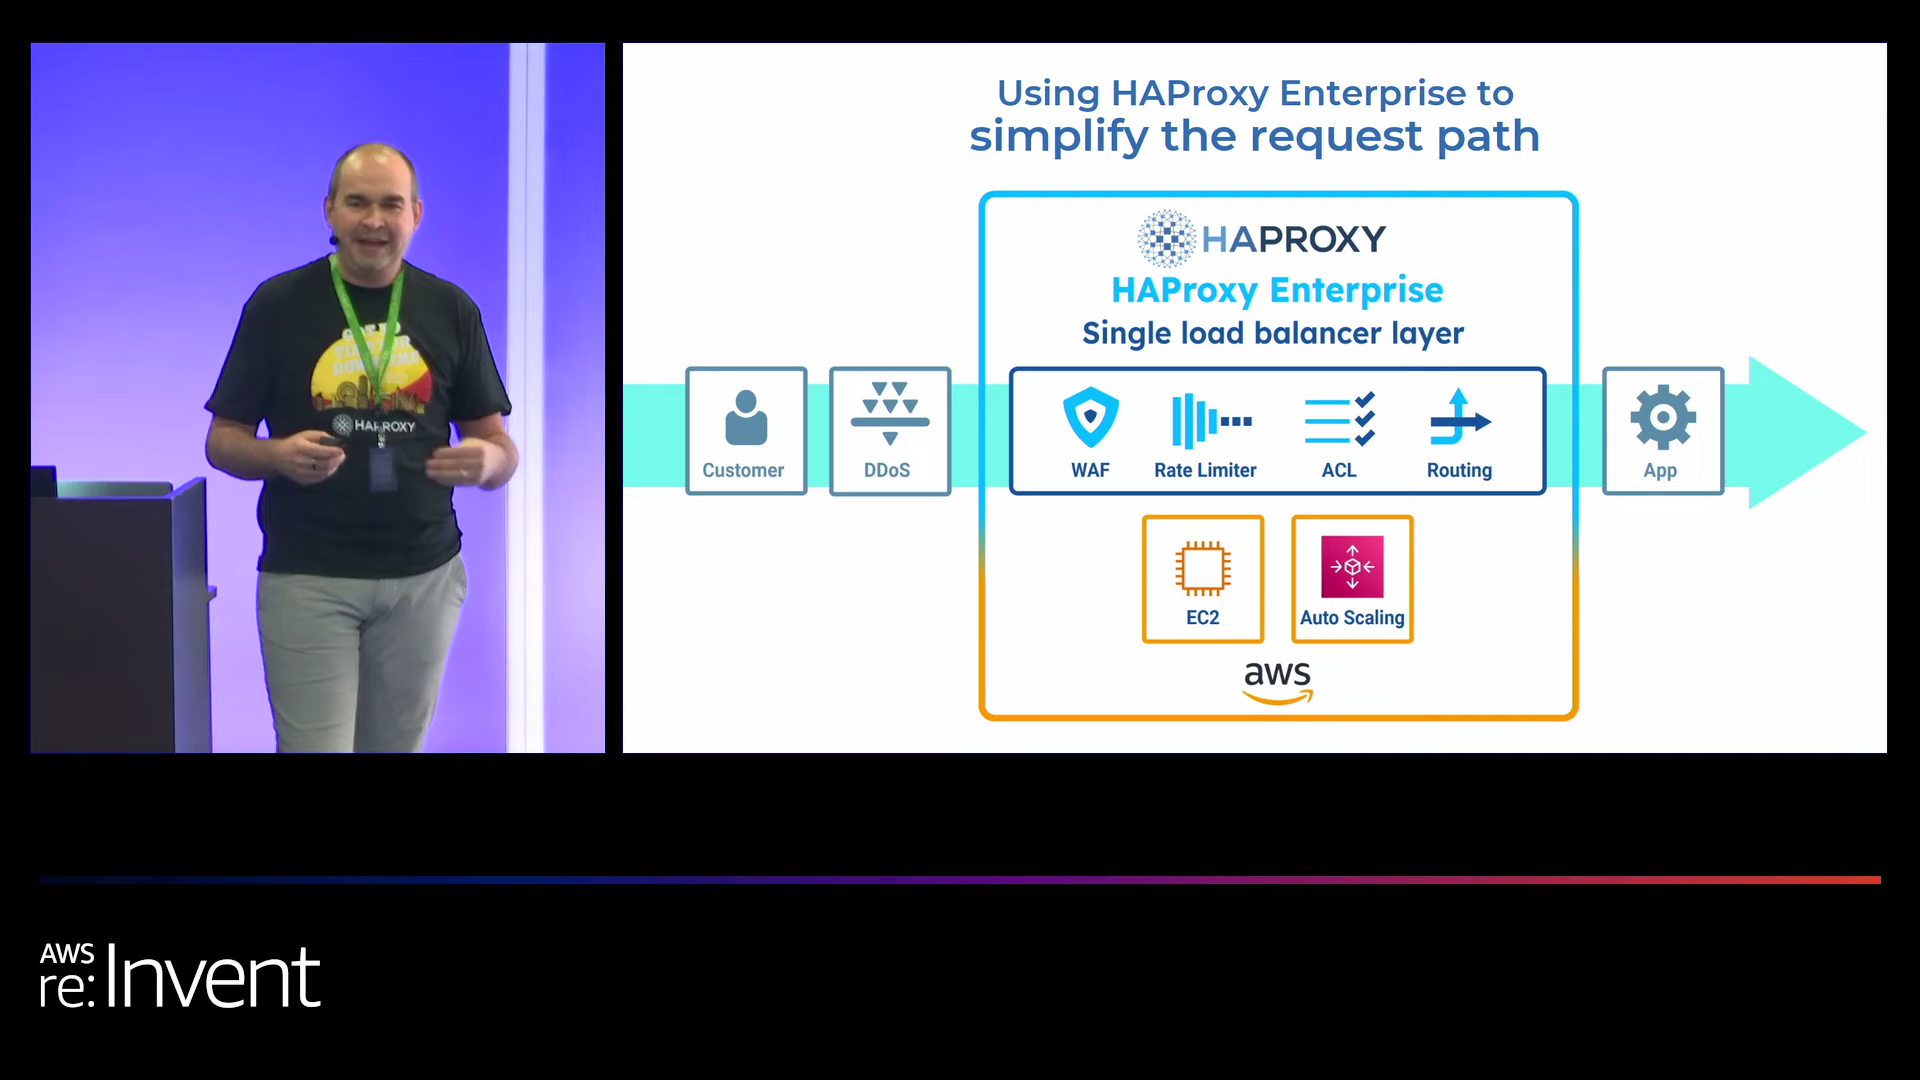 Using HAProxy Enterprise to
simplify the request path
HAPROXY
HAProxy Enterprise
Single load balancer layer
Customer
DDoS
WAF
Rate Limiter
ACL
Routing
App
EC2
Auto Scaling
aws
HAPROXY
AWS
re:Invent